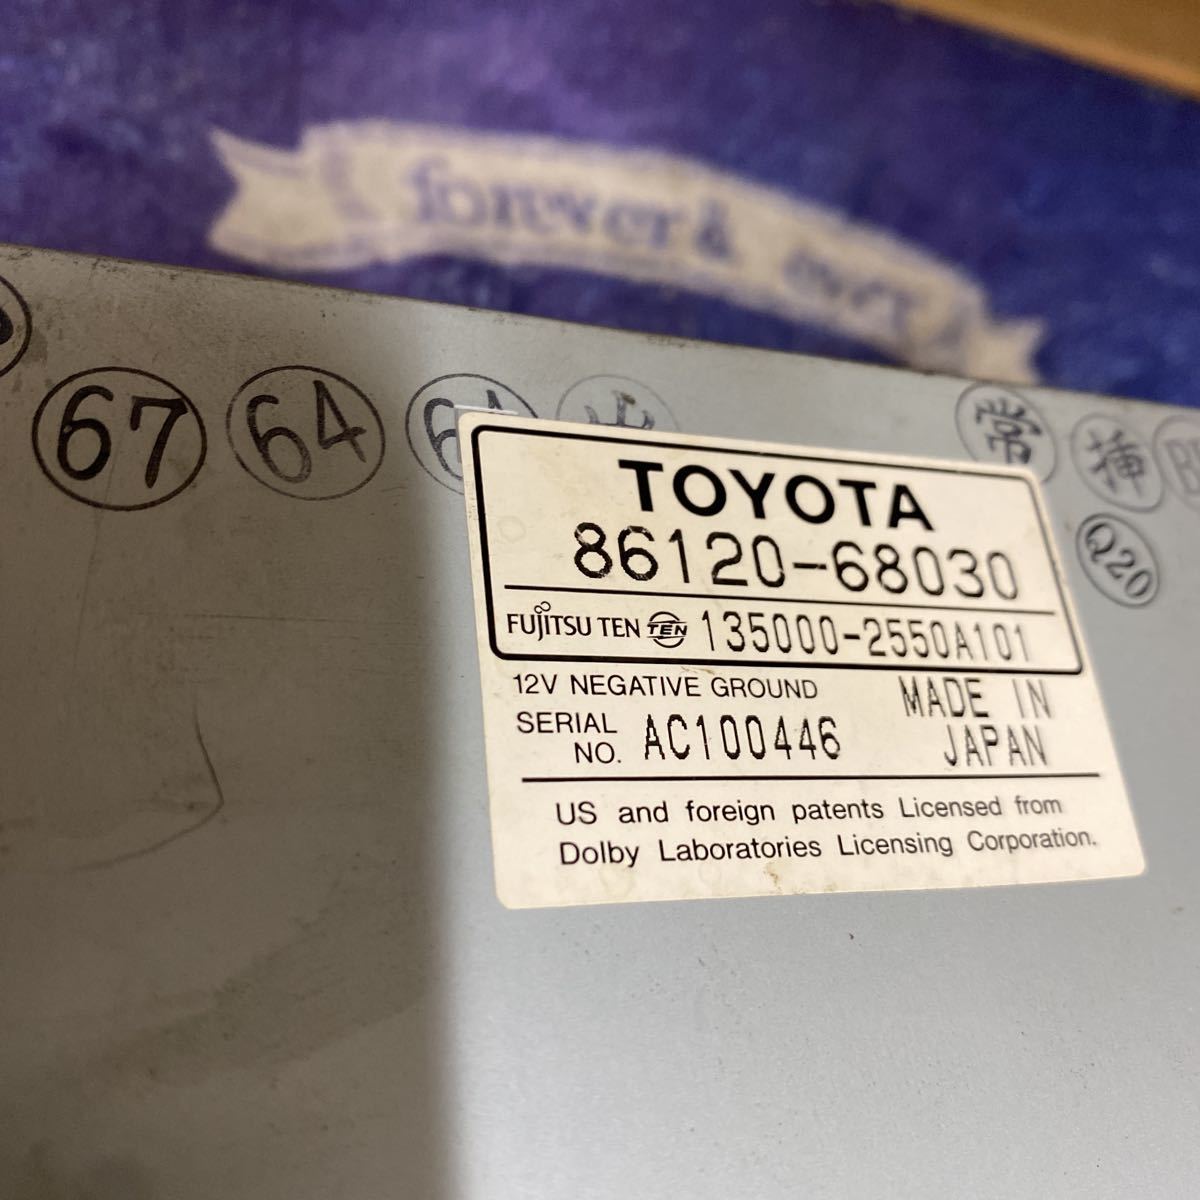 forever & ever
67 64 常 挿
Q20
TOYOTA
86120-68030
FUJITSU TEN TEN 135000-2550A101
12V NEGATIVE GROUND MADE IN
SERIAL NO. AC100446 JAPAN
US and foreign patents Licensed from
Dolby Laboratories Licensing Corporation.